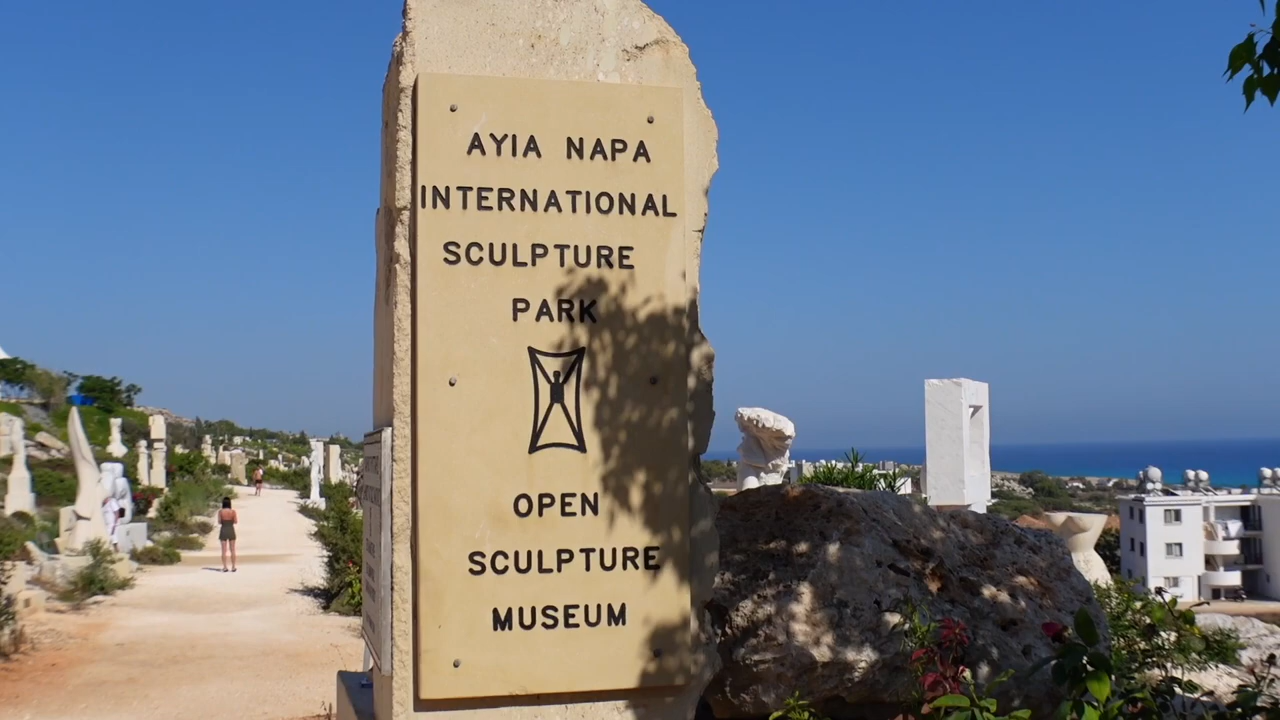 AYIA NAPA
INTERNATIONAL
SCULPTURE
PARK
OPEN
SCULPTURE
MUSEUM